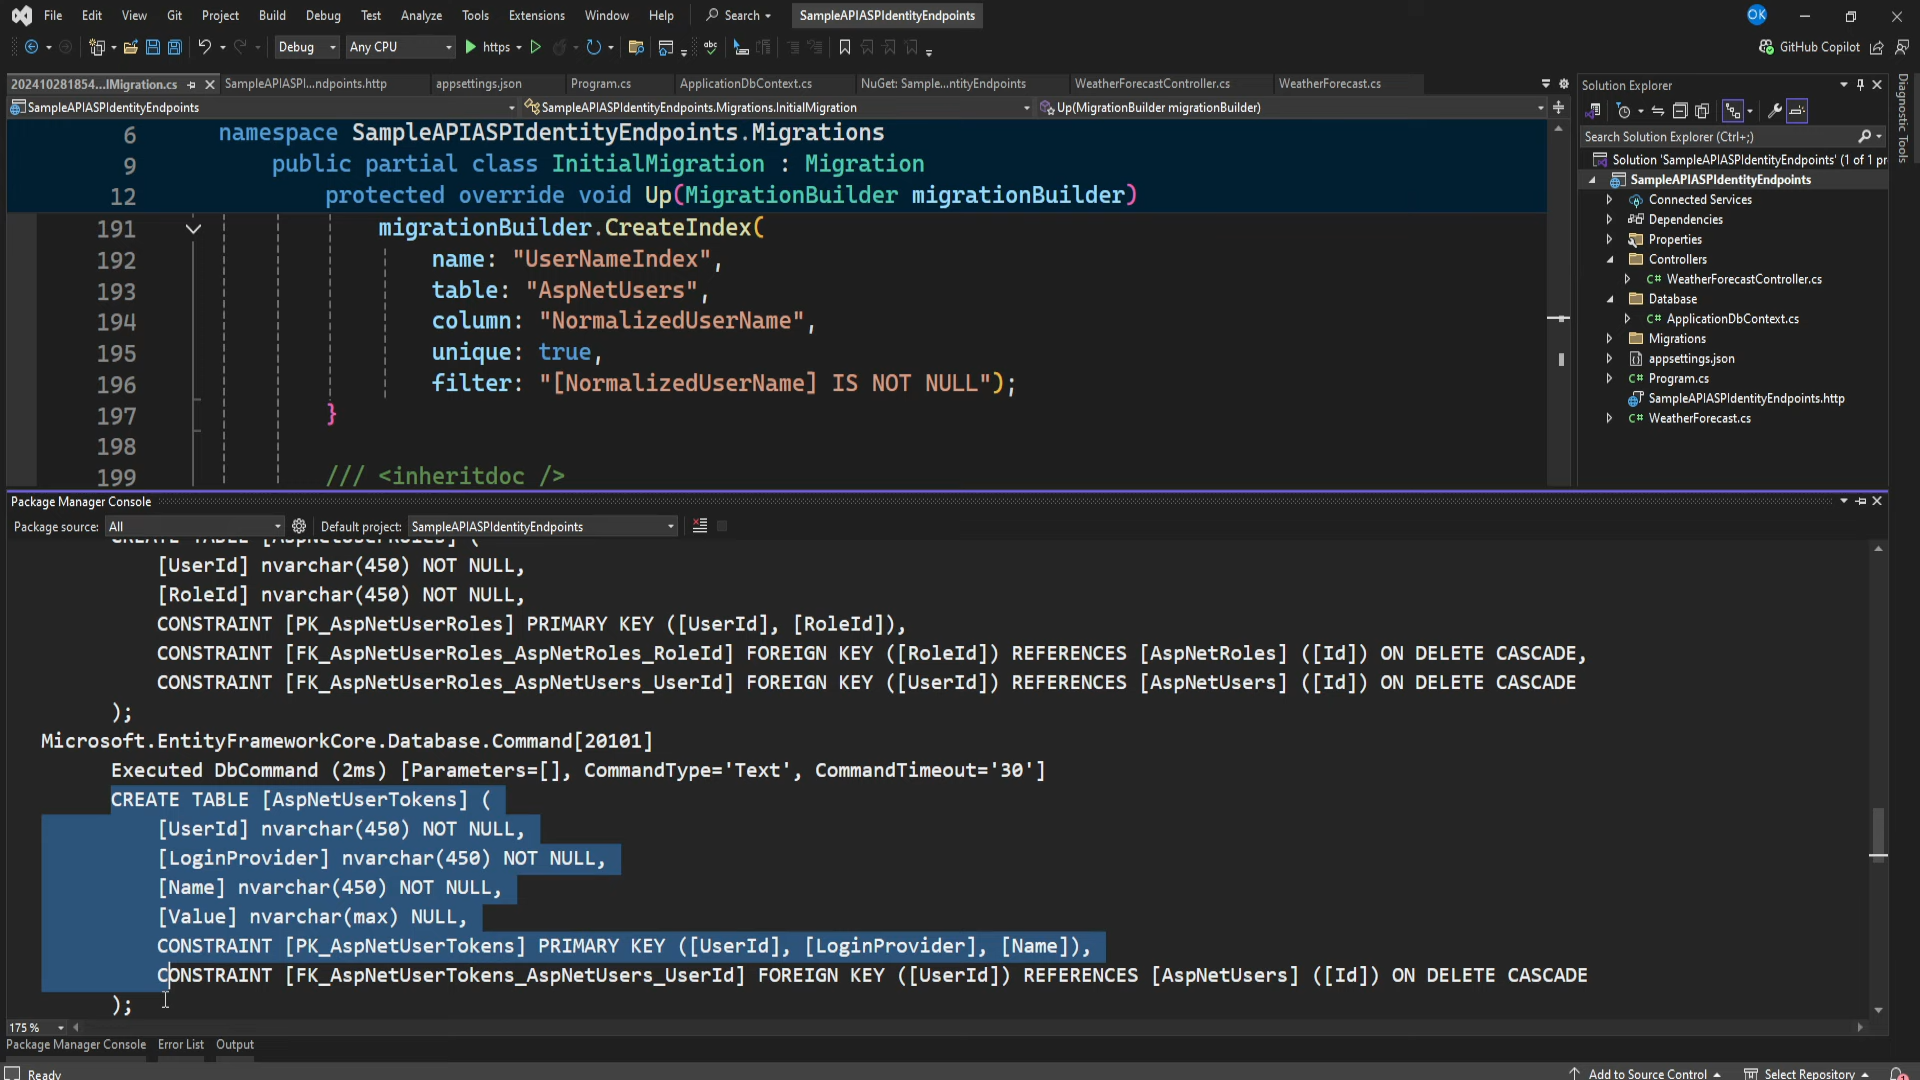 File Edit View Git Project Build Debug Test Analyze Tools Extensions Window Help Search SampleAPIASPIdentityEndpoints OK
Debug Any CPU https GitHub Copilot
202410281854...lMigration.cs SampleAPIASPI...ndpoints.http appsettings.json Program.cs ApplicationDbContext.cs NuGet: Sample...ntityEndpoints WeatherForecastController.cs WeatherForecast.cs
SampleAPIASPIdentityEndpoints SampleAPIASPIdentityEndpoints.Migrations.InitialMigration Up(MigrationBuilder migrationBuilder)
6 namespace SampleAPIASPIdentityEndpoints.Migrations
9 public partial class InitialMigration : Migration
12 protected override void Up(MigrationBuilder migrationBuilder)
191 migrationBuilder.CreateIndex(
192 name: "UserNameIndex",
193 table: "AspNetUsers",
194 column: "NormalizedUserName",
195 unique: true,
196 filter: "[NormalizedUserName] IS NOT NULL");
197 }
198
199 /// <inheritdoc />
Solution Explorer
Search Solution Explorer (Ctrl+;)
Solution 'SampleAPIASPIdentityEndpoints' (1 of 1 pr
SampleAPIASPIdentityEndpoints
Connected Services
Dependencies
Properties
Controllers
C# WeatherForecastController.cs
Database
C# ApplicationDbContext.cs
Migrations
appsettings.json
C# Program.cs
SampleAPIASPIdentityEndpoints.http
C# WeatherForecast.cs
Diagnostic Tools
Package Manager Console
Package source: All Default project: SampleAPIASPIdentityEndpoints
CREATE TABLE [AspNetUserRoles] (
[UserId] nvarchar(450) NOT NULL,
[RoleId] nvarchar(450) NOT NULL,
CONSTRAINT [PK_AspNetUserRoles] PRIMARY KEY ([UserId], [RoleId]),
CONSTRAINT [FK_AspNetUserRoles_AspNetRoles_RoleId] FOREIGN KEY ([RoleId]) REFERENCES [AspNetRoles] ([Id]) ON DELETE CASCADE,
CONSTRAINT [FK_AspNetUserRoles_AspNetUsers_UserId] FOREIGN KEY ([UserId]) REFERENCES [AspNetUsers] ([Id]) ON DELETE CASCADE
);
Microsoft.EntityFrameworkCore.Database.Command[20101]
Executed DbCommand (2ms) [Parameters=[], CommandType='Text', CommandTimeout='30']
CREATE TABLE [AspNetUserTokens] (
[UserId] nvarchar(450) NOT NULL,
[LoginProvider] nvarchar(450) NOT NULL,
[Name] nvarchar(450) NOT NULL,
[Value] nvarchar(max) NULL,
CONSTRAINT [PK_AspNetUserTokens] PRIMARY KEY ([UserId], [LoginProvider], [Name]),
CONSTRAINT [FK_AspNetUserTokens_AspNetUsers_UserId] FOREIGN KEY ([UserId]) REFERENCES [AspNetUsers] ([Id]) ON DELETE CASCADE
);
175 %
Package Manager Console Error List Output
Ready Add to Source Control Select Repository